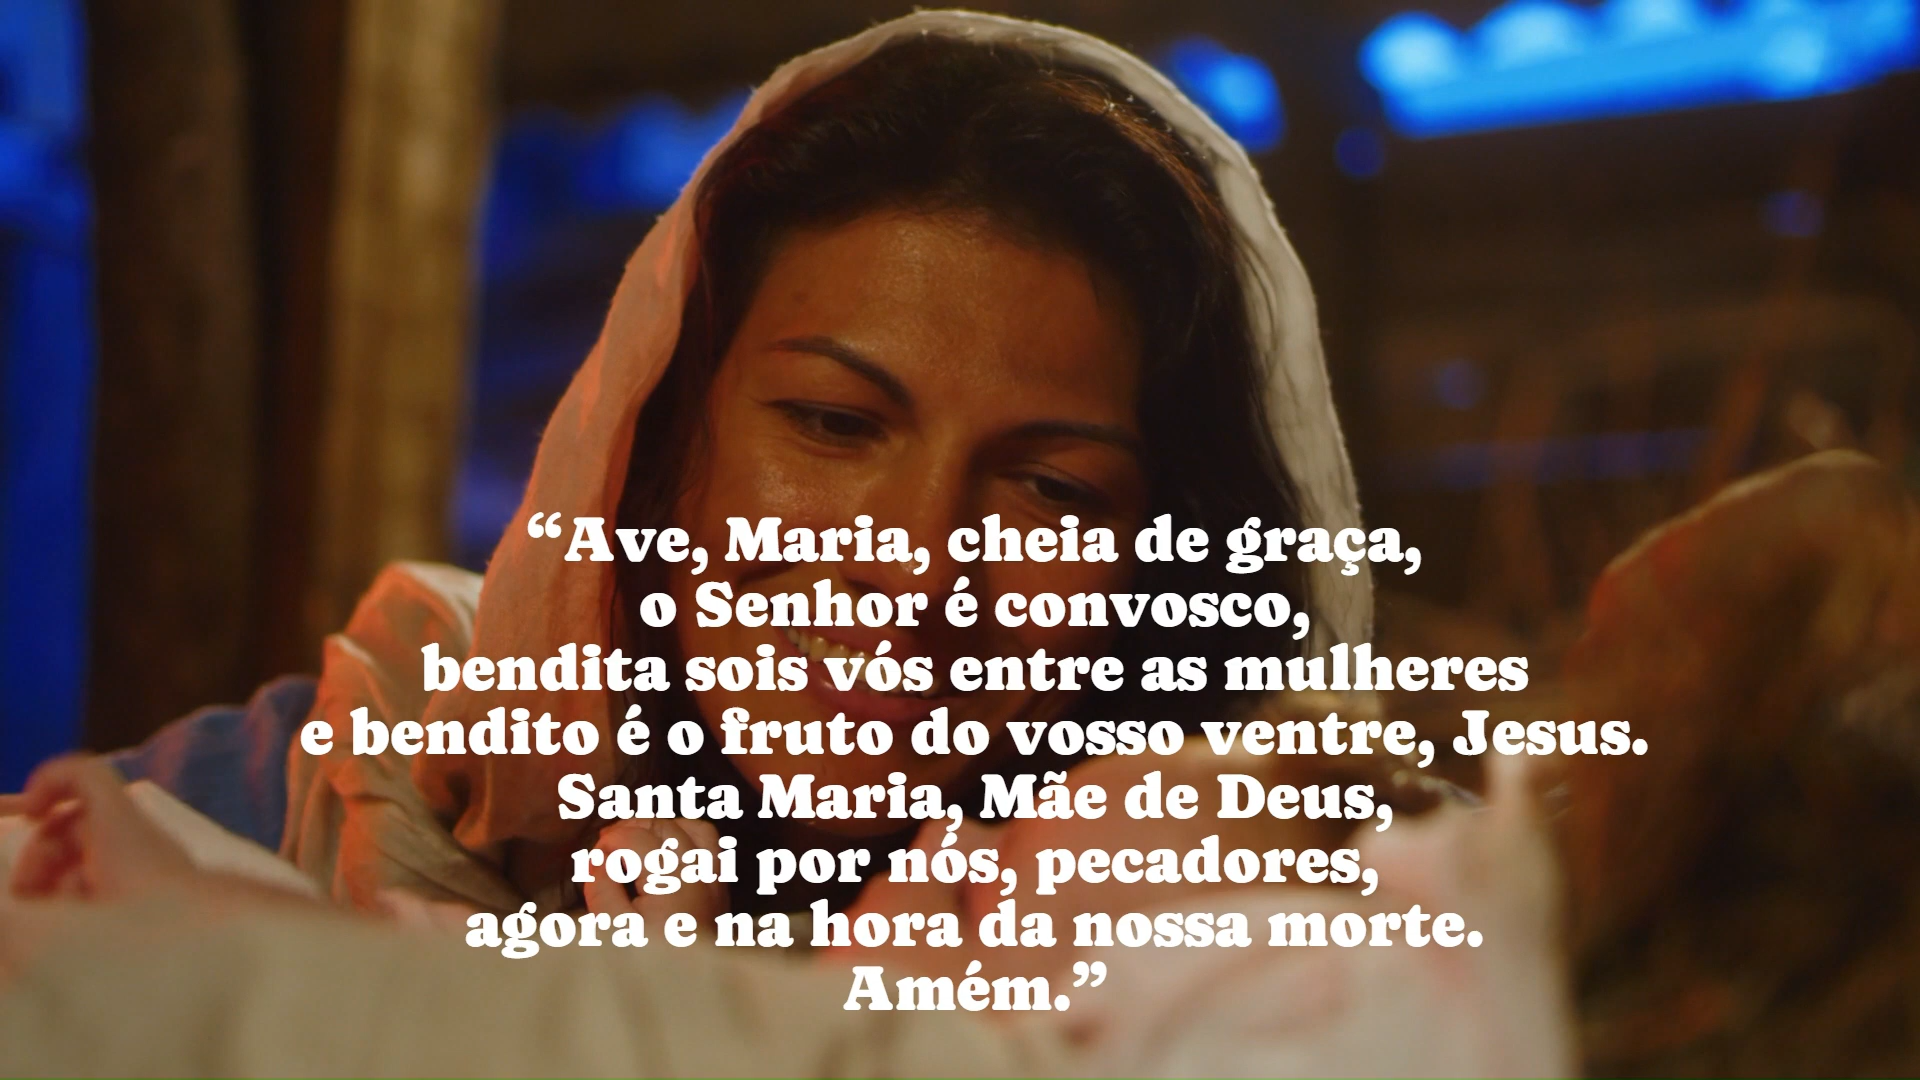 “Ave, Maria, cheia de graça,
o Senhor é convosco,
bendita sois vós entre as mulheres
e bendito é o fruto do vosso ventre, Jesus.
Santa Maria, Mãe de Deus,
rogai por nós, pecadores,
agora e na hora da nossa morte.
Amém.”